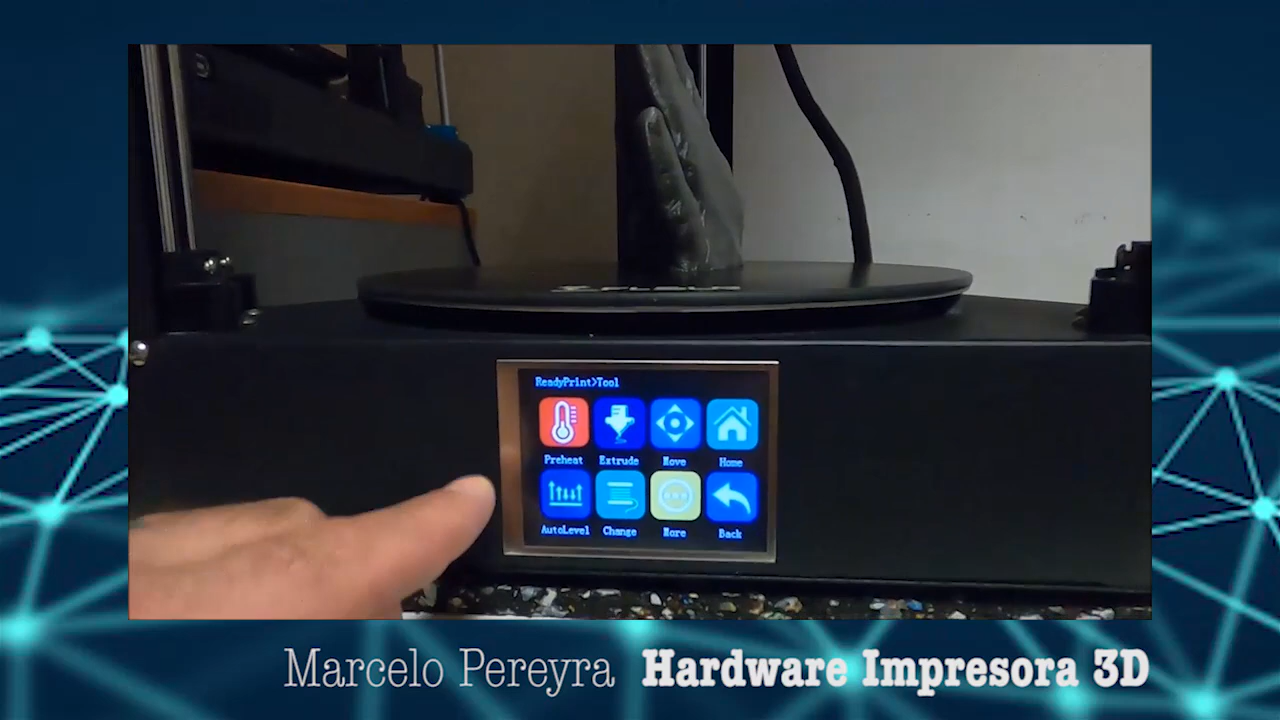 ReadyPrint>Tool
Preheat Extrude Move Home
AutoLevel Change More Back
Marcelo Pereyra Hardware Impresora 3D